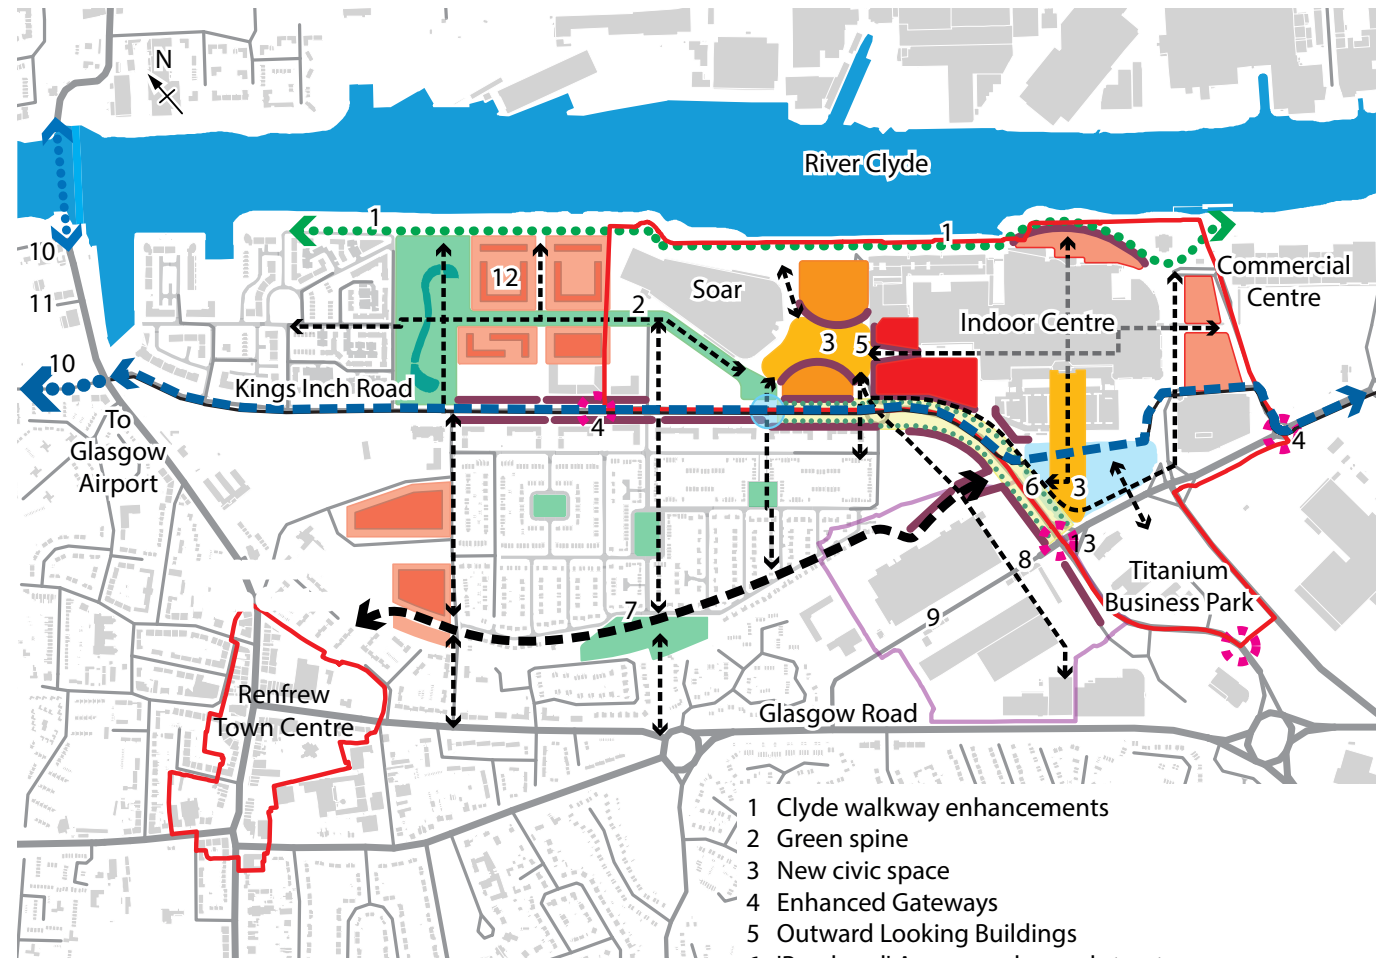 N
River Clyde
1
1
10
11
12
2
Soar
Commercial
Centre
Indoor Centre
3
5
10
Kings Inch Road
To
Glasgow
Airport
4
4
6
3
13
8
Titanium
Business Park
7
9
Renfrew
Town Centre
Glasgow Road
1 Clyde walkway enhancements
2 Green spine
3 New civic space
4 Enhanced Gateways
5 Outward Looking Buildings